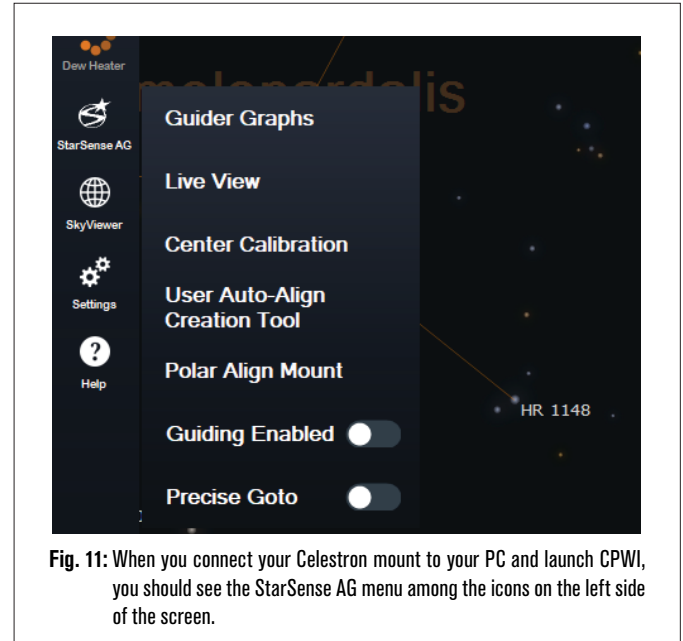 Dew Heater
StarSense AG
SkyViewer
Settings
Help
Guider Graphs
Live View
Center Calibration
User Auto-Align
Creation Tool
Polar Align Mount
Guiding Enabled
Precise Goto
HR 1148
Fig. 11: When you connect your Celestron mount to your PC and launch CPWI,
you should see the StarSense AG menu among the icons on the left side
of the screen.